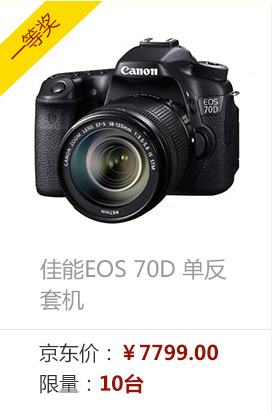 一等奖
Canon
EOS
70D
CANON ZOOM LENS EF-S 18-135mm 1:3.5-5.6 IS STM
ø67mm
佳能EOS 70D 单反
套机
京东价：￥7799.00
限量：10台